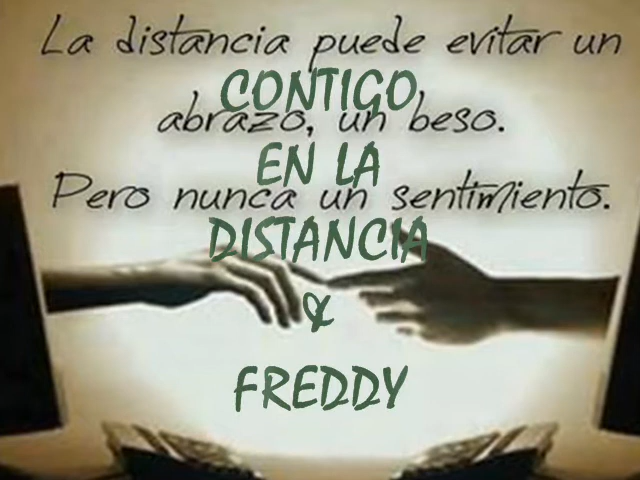 La distancia puede evitar un
CONTIGO
abrazo, un beso.
EN LA
Pero nunca un sentimiento.
DISTANCIA
&
FREDDY